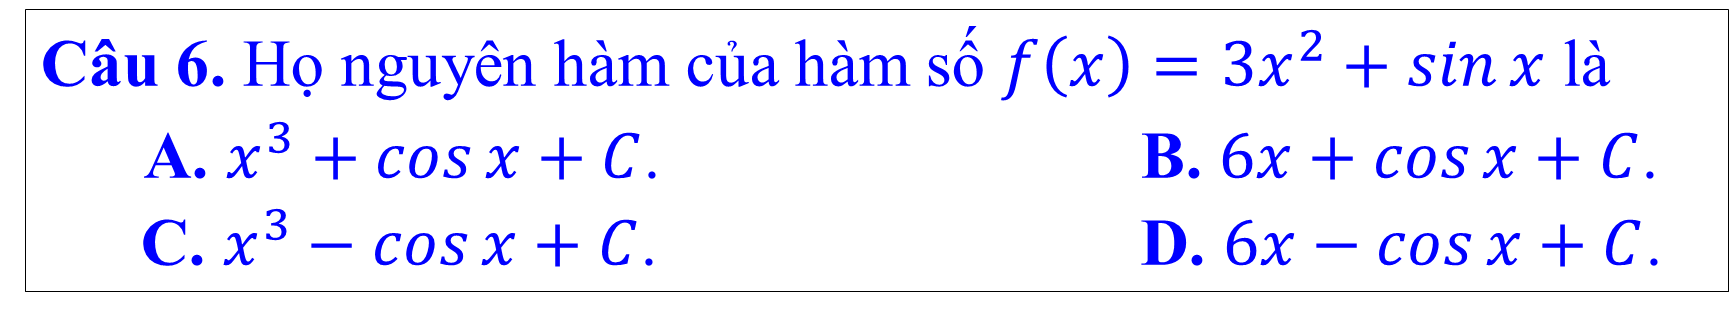 Câu 6. Họ nguyên hàm của hàm số f(x) = 3x² + sin x là
A. x³ + cos x + C. B. 6x + cos x + C.
C. x³ − cos x + C. D. 6x − cos x + C.